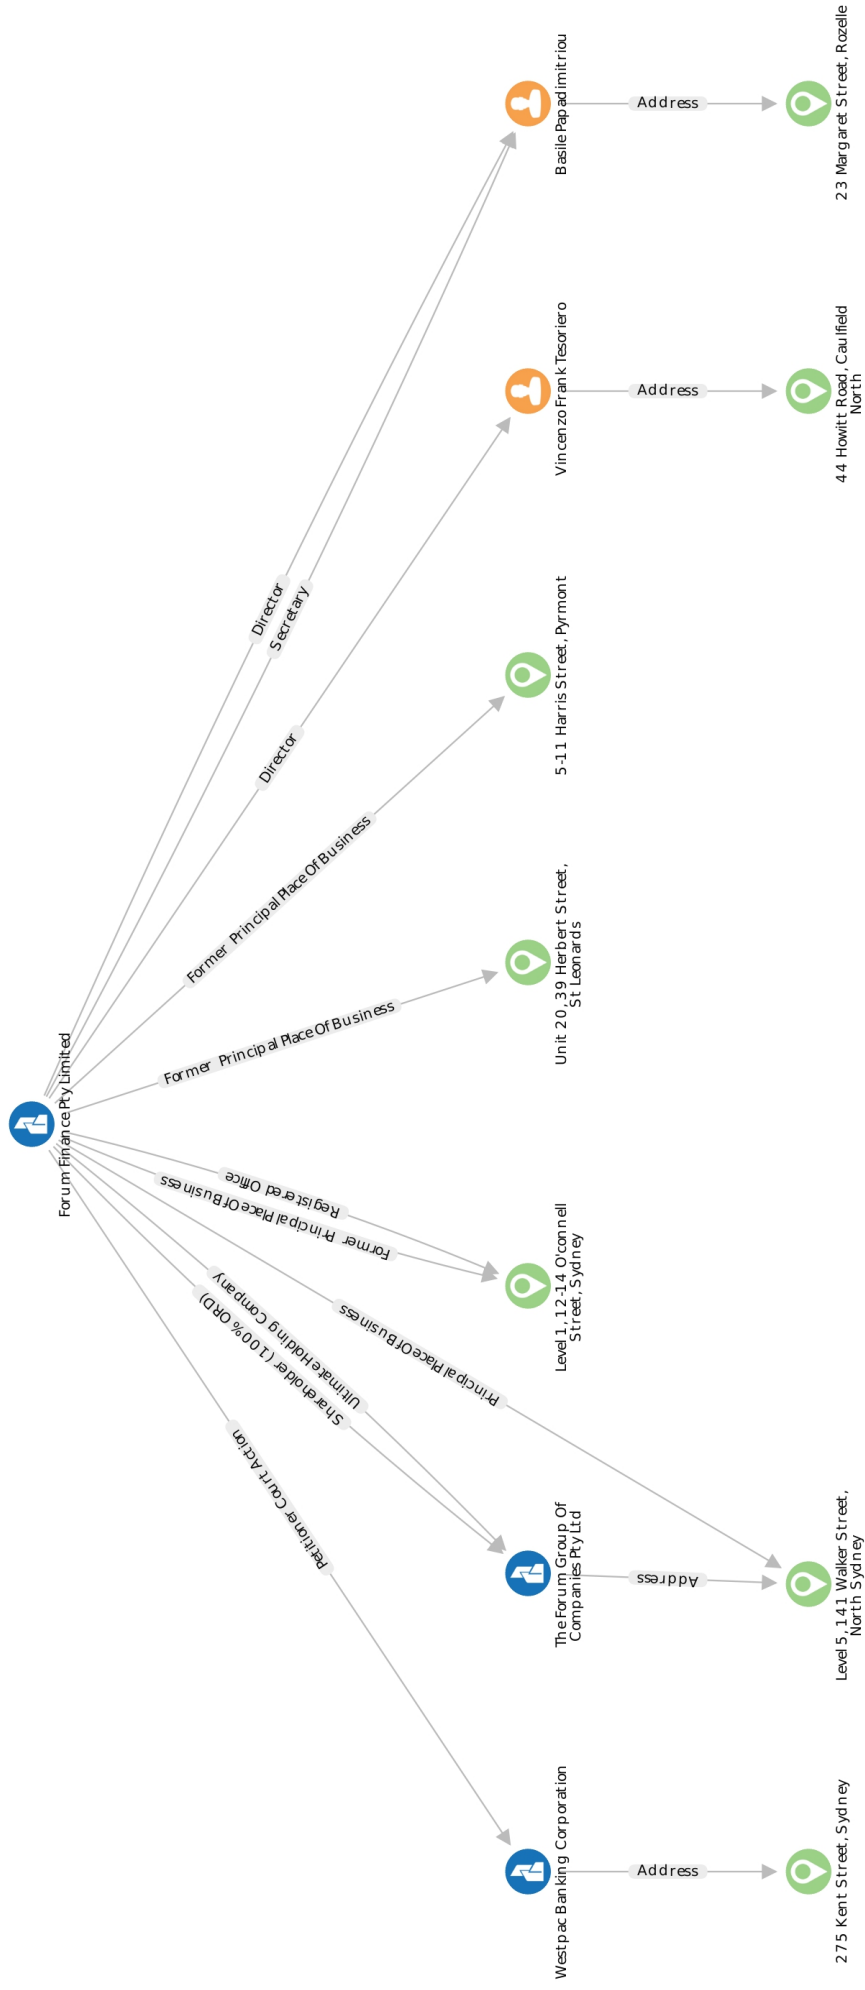 Forum Finance Pty Limited
Petitioner Court Action
Shareholder (100% ORD)
Ultimate Holding Company
Principal Place Of Business
Former Principal Place Of Business
Registered Office
Former Principal Place Of Business
Former Principal Place Of Business
Director
Secretary
Director
Westpac Banking Corporation
The Forum Group Of
Companies Pty Ltd
Level 1, 12-14 O'connell
Street, Sydney
Unit 20, 39 Herbert Street,
St Leonards
5-11 Harris Street, Pyrmont
Vincenzo Frank Tesoriero
Basile Papadimitriou
Address
Address
Address
Address
275 Kent Street, Sydney
Level 5, 141 Walker Street,
North Sydney
44 Howitt Road, Caulfield
North
23 Margaret Street, Rozelle